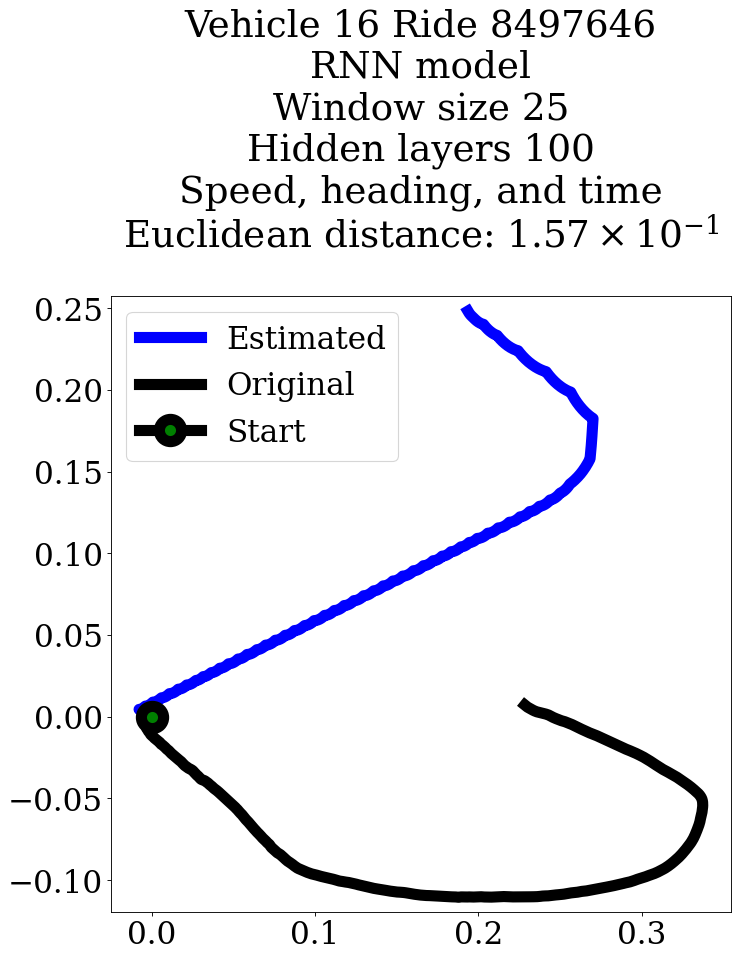 Vehicle 16 Ride 8497646
RNN model
Window size 25
Hidden layers 100
Speed, heading, and time
Euclidean distance: 1.57 × 10⁻¹
Estimated
Original
Start
0.25
0.20
0.15
0.10
0.05
0.00
−0.05
−0.10
0.0 0.1 0.2 0.3